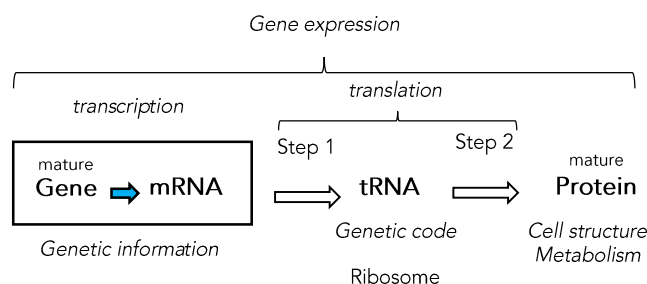 Gene expression
transcription
translation
Step 1
Step 2
mature
Gene
mRNA
tRNA
mature
Protein
Genetic information
Genetic code
Cell structure
Metabolism
Ribosome